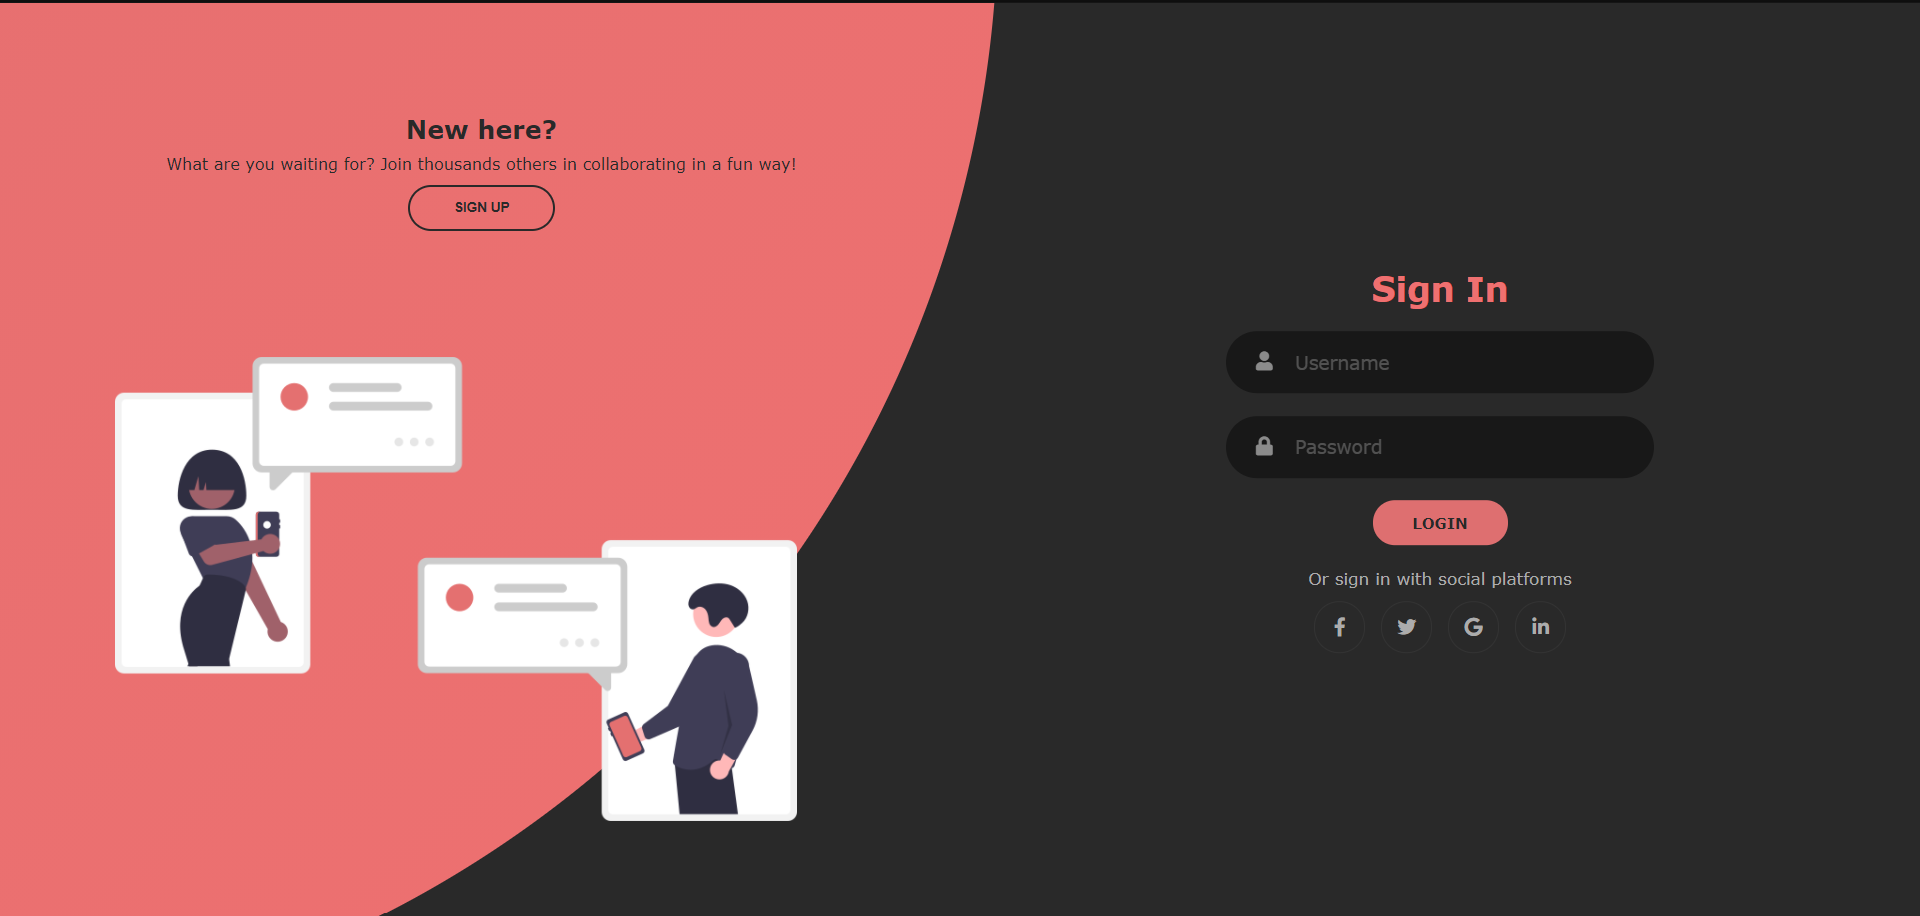 New here?
What are you waiting for? Join thousands others in collaborating in a fun way!
SIGN UP
Sign In
Username
Password
LOGIN
Or sign in with social platforms